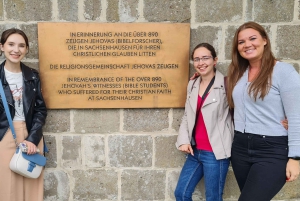 IN ERINNERUNG AN DIE ÜBER 890
ZEUGEN JEHOVAS (BIBELFORSCHER),
DIE IN SACHSENHAUSEN FÜR IHREN
CHRISTLICHEN GLAUBEN LITTEN
DIE RELIGIONSGEMEINSCHAFT JEHOVAS ZEUGEN
IN REMEMBRANCE OF THE OVER 890
JEHOVAH'S WITNESSES (BIBLE STUDENTS)
WHO SUFFERED FOR THEIR CHRISTIAN FAITH
AT SACHSENHAUSEN